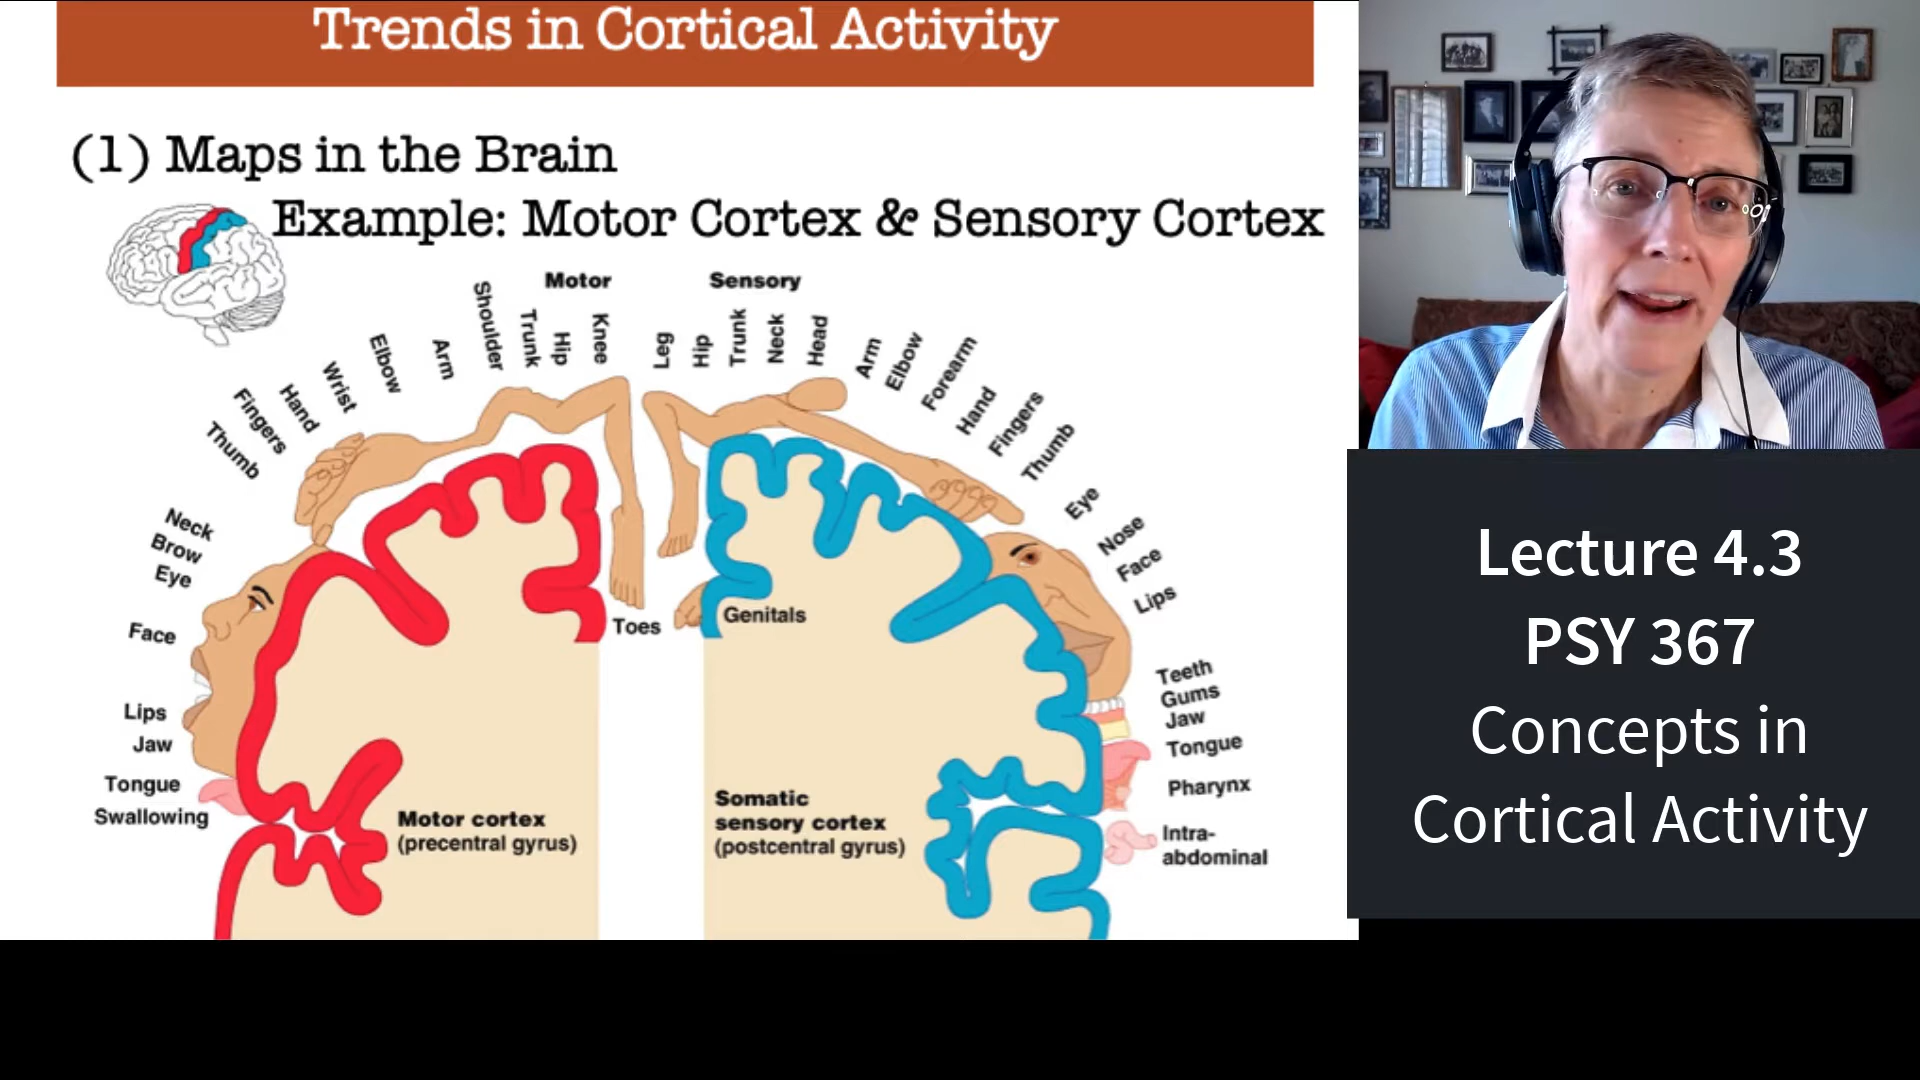 Trends in Cortical Activity
(1) Maps in the Brain
Example: Motor Cortex & Sensory Cortex
Motor
Sensory
Swallowing
Tongue
Jaw
Lips
Face
Eye
Brow
Neck
Thumb
Fingers
Hand
Wrist
Elbow
Arm
Shoulder
Trunk
Hip
Knee
Toes
Leg
Hip
Trunk
Neck
Head
Arm
Elbow
Forearm
Hand
Fingers
Thumb
Eye
Nose
Face
Lips
Teeth
Gums
Jaw
Tongue
Pharynx
Intra-
abdominal
Genitals
Motor cortex
(precentral gyrus)
Somatic
sensory cortex
(postcentral gyrus)
Lecture 4.3
PSY 367
Concepts in
Cortical Activity